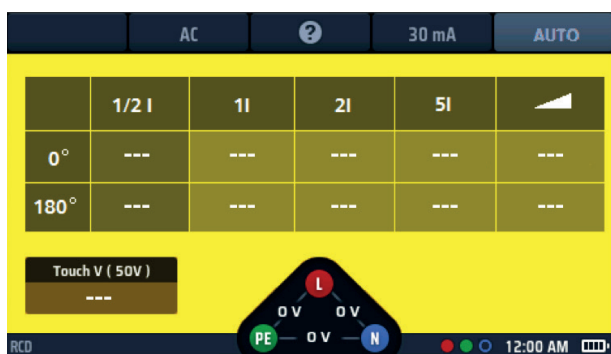 AC ? 30 mA AUTO
1/2 I 1I 2I 5I
0° --- --- --- --- ---
180° --- --- --- --- ---
Touch V ( 50V )
---
L
0 V 0 V
PE 0 V N
RCD 12:00 AM